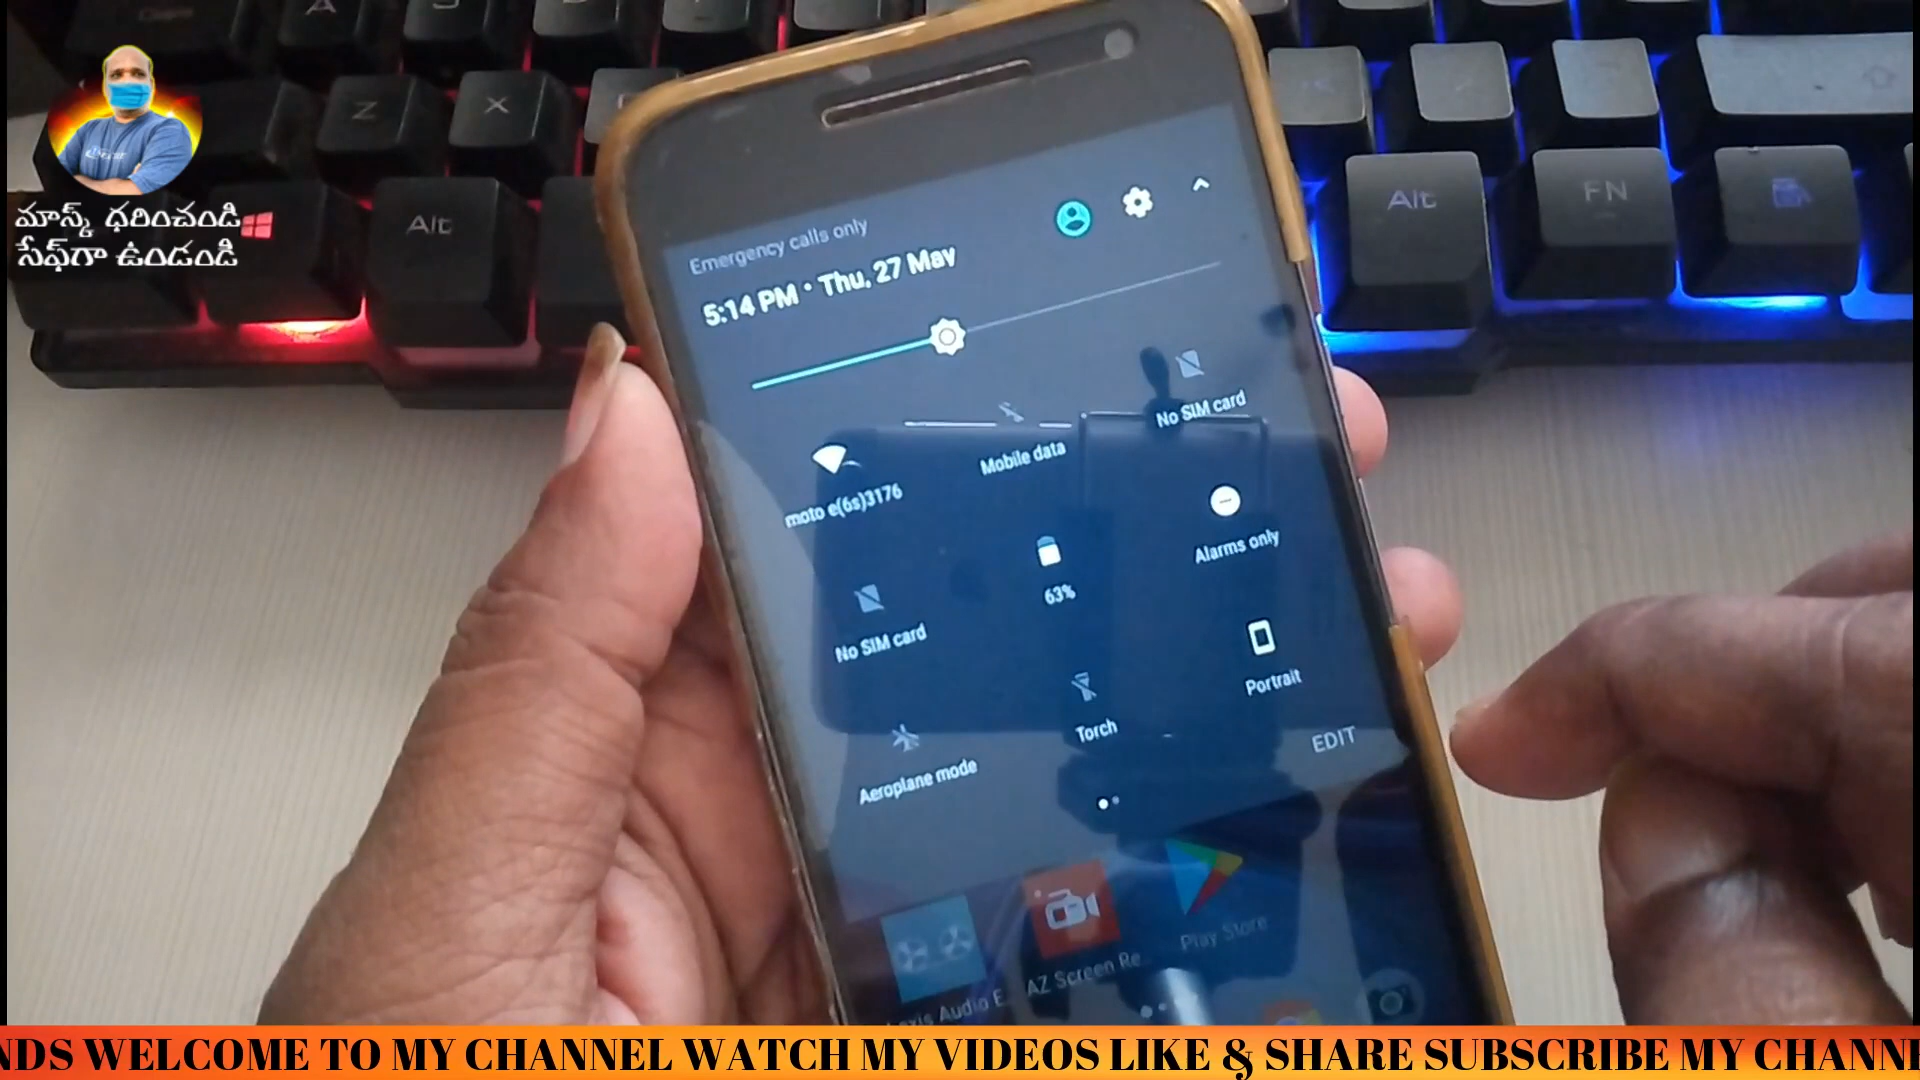 A
Z
X
Alt
Alt
FN
మాస్క్ ధరించండి
సేఫ్‌గా ఉండండి
Emergency calls only
5:14 PM · Thu, 27 May
moto e(6s)3176
Mobile data
No SIM card
No SIM card
63%
Alarms only
Aeroplane mode
Torch
Portrait
EDIT
Audio E
AZ Screen Re
Play Store
NDS WELCOME TO MY CHANNEL WATCH MY VIDEOS LIKE & SHARE SUBSCRIBE MY CHANN